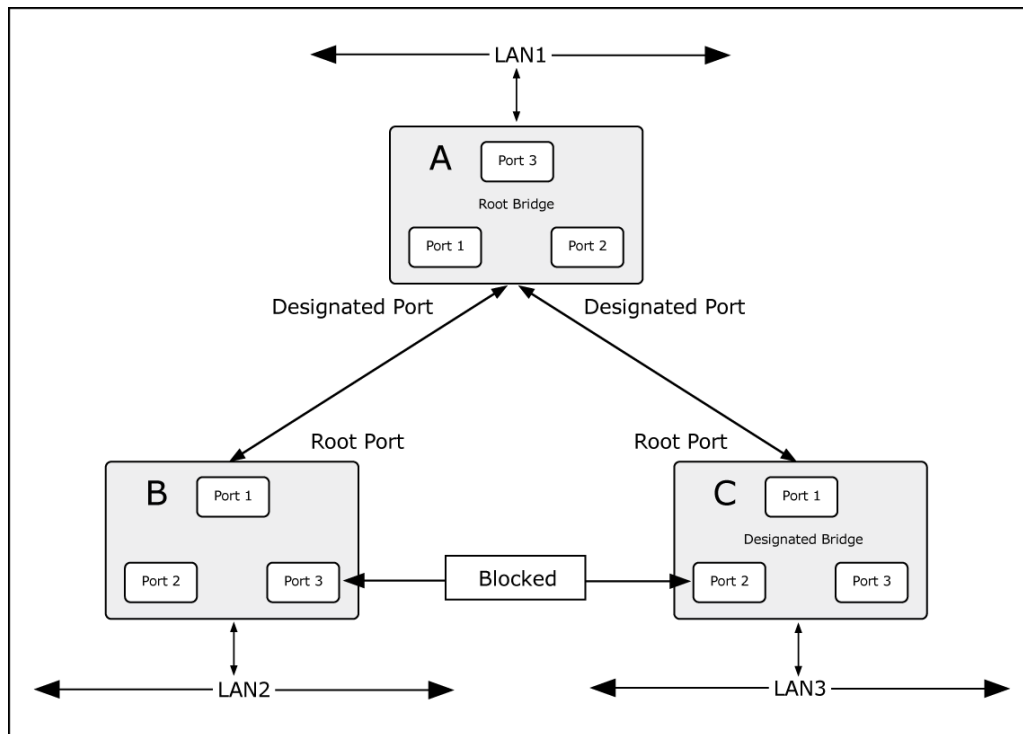 LAN1
A
Port 3
Root Bridge
Port 1
Port 2
Designated Port
Designated Port
Root Port
Root Port
B
Port 1
C
Port 1
Designated Bridge
Port 2
Port 3
Blocked
Port 2
Port 3
LAN2
LAN3